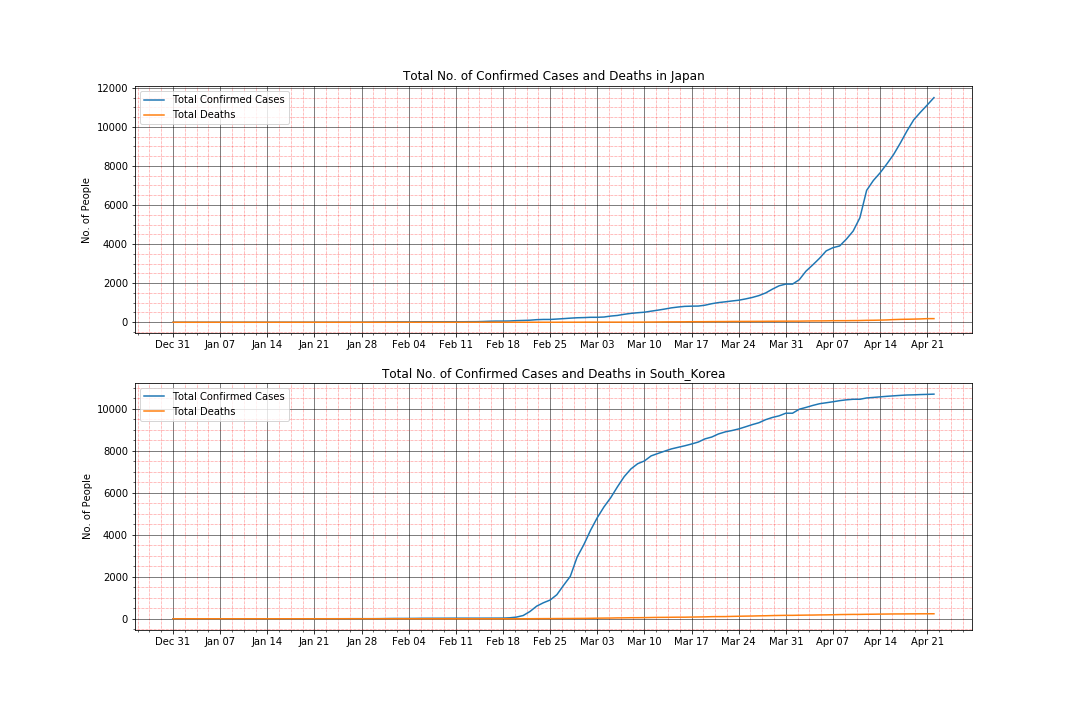 Total No. of Confirmed Cases and Deaths in Japan
Total Confirmed Cases
Total Deaths
No. of People
12000
10000
8000
6000
4000
2000
0
Dec 31 Jan 07 Jan 14 Jan 21 Jan 28 Feb 04 Feb 11 Feb 18 Feb 25 Mar 03 Mar 10 Mar 17 Mar 24 Mar 31 Apr 07 Apr 14 Apr 21
Total No. of Confirmed Cases and Deaths in South_Korea
Total Confirmed Cases
Total Deaths
No. of People
10000
8000
6000
4000
2000
0
Dec 31 Jan 07 Jan 14 Jan 21 Jan 28 Feb 04 Feb 11 Feb 18 Feb 25 Mar 03 Mar 10 Mar 17 Mar 24 Mar 31 Apr 07 Apr 14 Apr 21